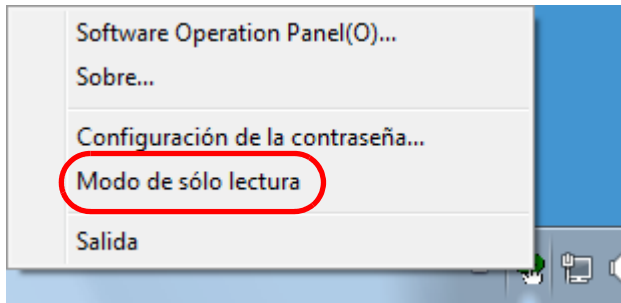 Software Operation Panel(O)...
Sobre...
Configuración de la contraseña...
Modo de sólo lectura
Salida